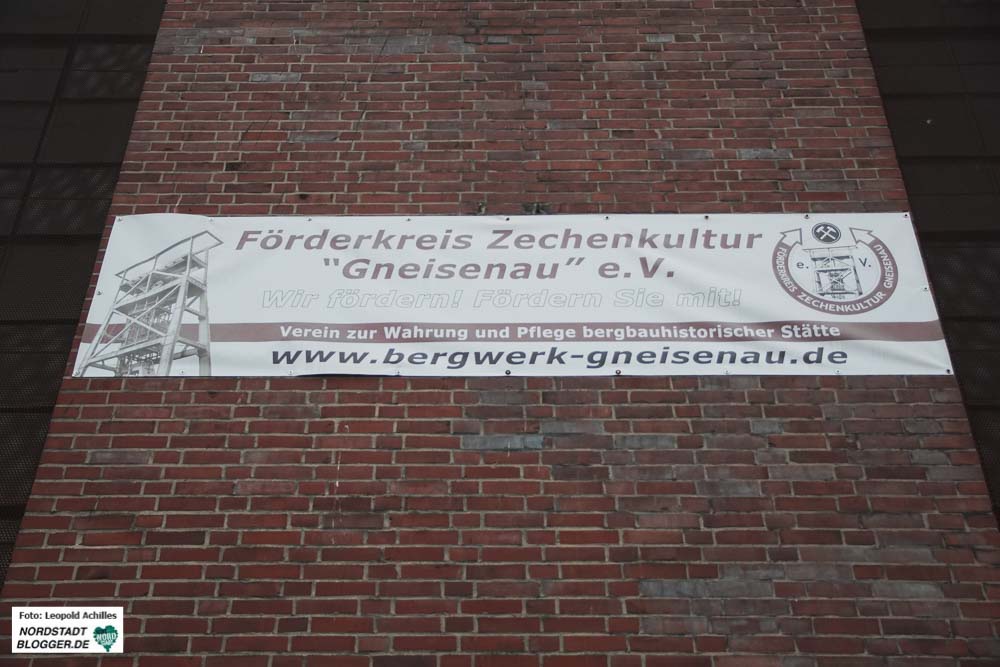 Förderkreis Zechenkultur
"Gneisenau" e.V.
Wir fördern! Fördern Sie mit!
Verein zur Wahrung und Pflege bergbauhistorischer Stätte
www.bergwerk-gneisenau.de
e. V.
FÖRDERKREIS ZECHENKULTUR GNEISENAU
Foto: Leopold Achilles
NORDSTADT
BLOGGER.DE
NORD